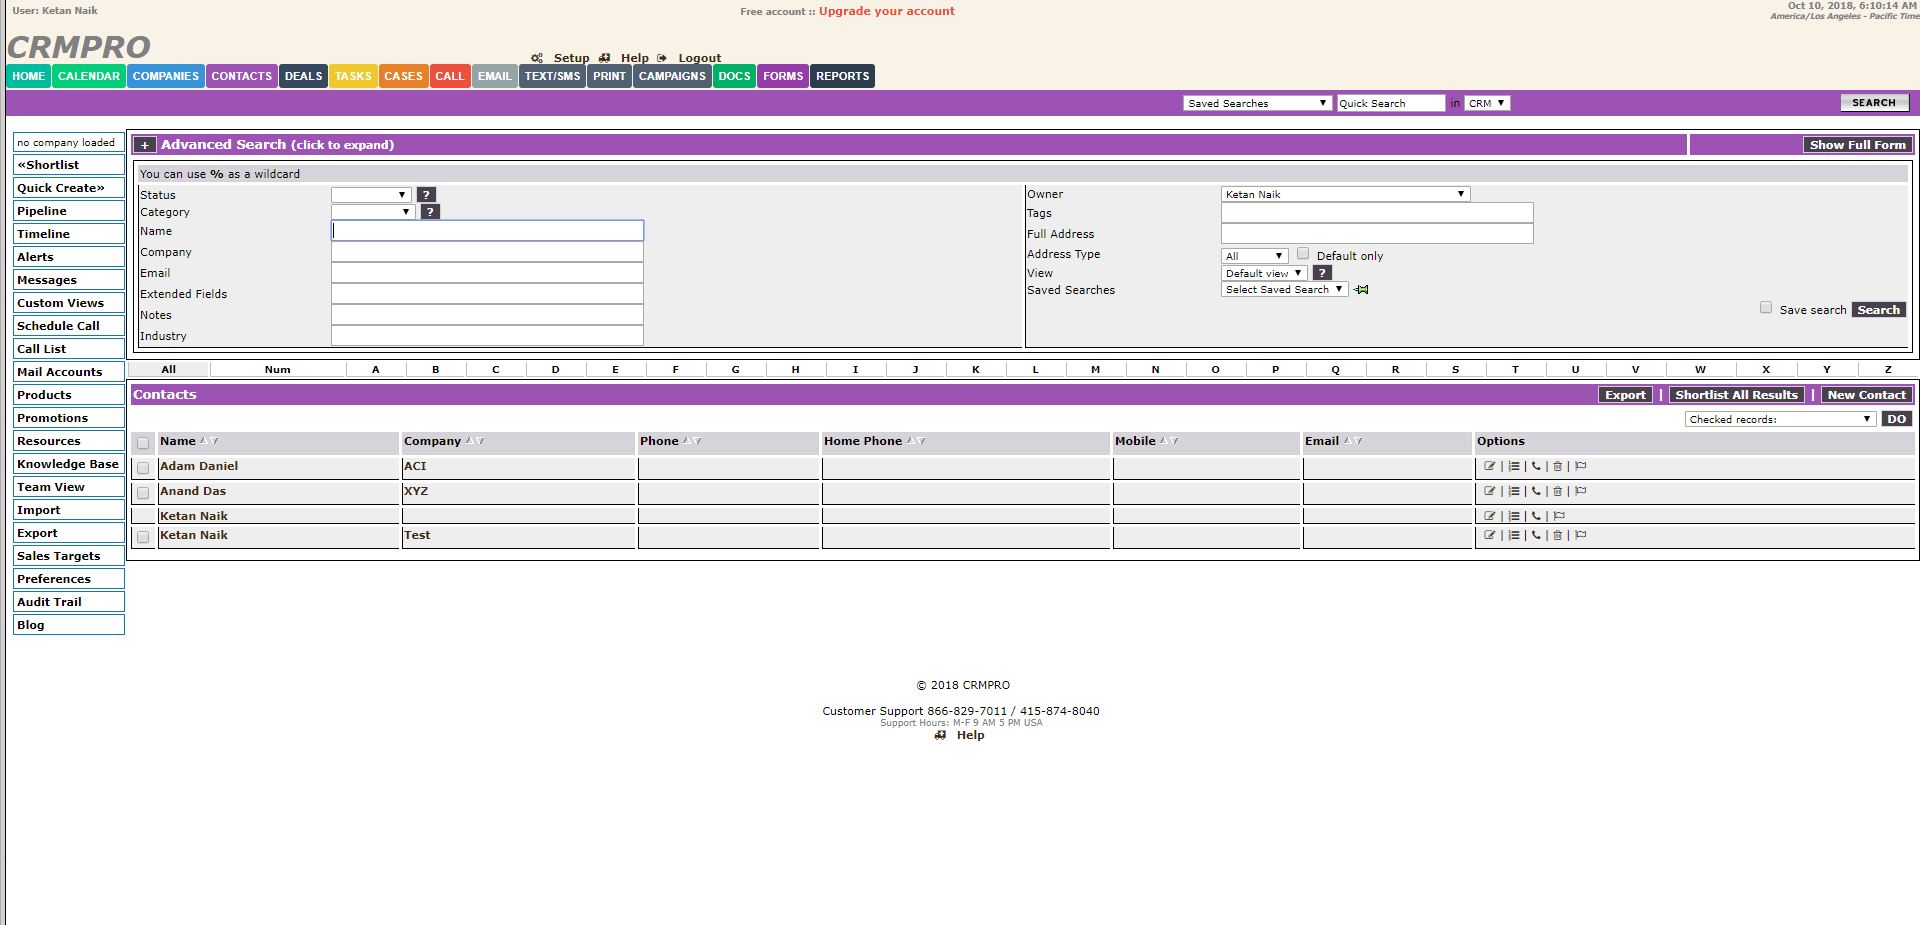 User: Ketan Naik
Free account :: Upgrade your account
Oct 10, 2018, 6:10:14 AM
America/Los Angeles - Pacific Time
CRMPRO
Setup Help Logout
HOME CALENDAR COMPANIES CONTACTS DEALS TASKS CASES CALL EMAIL TEXT/SMS PRINT CAMPAIGNS DOCS FORMS REPORTS
Saved Searches Quick Search in CRM SEARCH
no company loaded
«Shortlist
Quick Create»
Pipeline
Timeline
Alerts
Messages
Custom Views
Schedule Call
Call List
Mail Accounts
Products
Promotions
Resources
Knowledge Base
Team View
Import
Export
Sales Targets
Preferences
Audit Trail
Blog
+ Advanced Search (click to expand) Show Full Form
You can use % as a wildcard
Status ?
Category ?
Name
Company
Email
Extended Fields
Notes
Industry
Owner Ketan Naik
Tags
Full Address
Address Type All Default only
View Default view ?
Saved Searches Select Saved Search
Save search Search
All Num A B C D E F G H I J K L M N O P Q R S T U V W X Y Z
Contacts Export | Shortlist All Results | New Contact
Checked records: DO
Name Company Phone Home Phone Mobile Email Options
Adam Daniel ACI | | | |
Anand Das XYZ | | | |
Ketan Naik | | |
Ketan Naik Test | | | |
© 2018 CRMPRO
Customer Support 866-829-7011 / 415-874-8040
Support Hours: M-F 9 AM 5 PM USA
Help